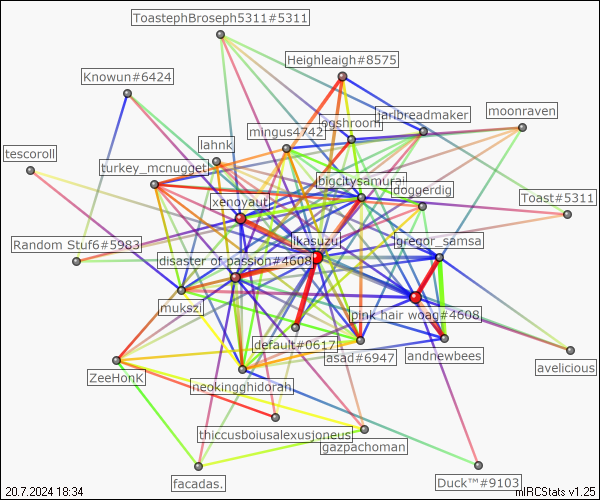 ToastephBroseph5311#5311
Heighleaigh#8575
Knowun#6424
jarlbreadmaker
moonraven
oqshroom
mingus4742
lahnk
tescoroll
turkey_mcnugget
bigcitysamurai
doggerdig
Toast#5311
xenoyaut
Random Stuf6#5983
lkasuzu
gregor_samsa
disaster of passion#4608
mukszi
pink hair woag#4608
default#0617
asad#6947
andnewbees
avelicious
ZeeHonK
neokingghidorah
thiccusboiusalexusjoneus
gazpachoman
facadas.
Duck™#9103
20.7.2024 18:34
mIRCStats v1.25